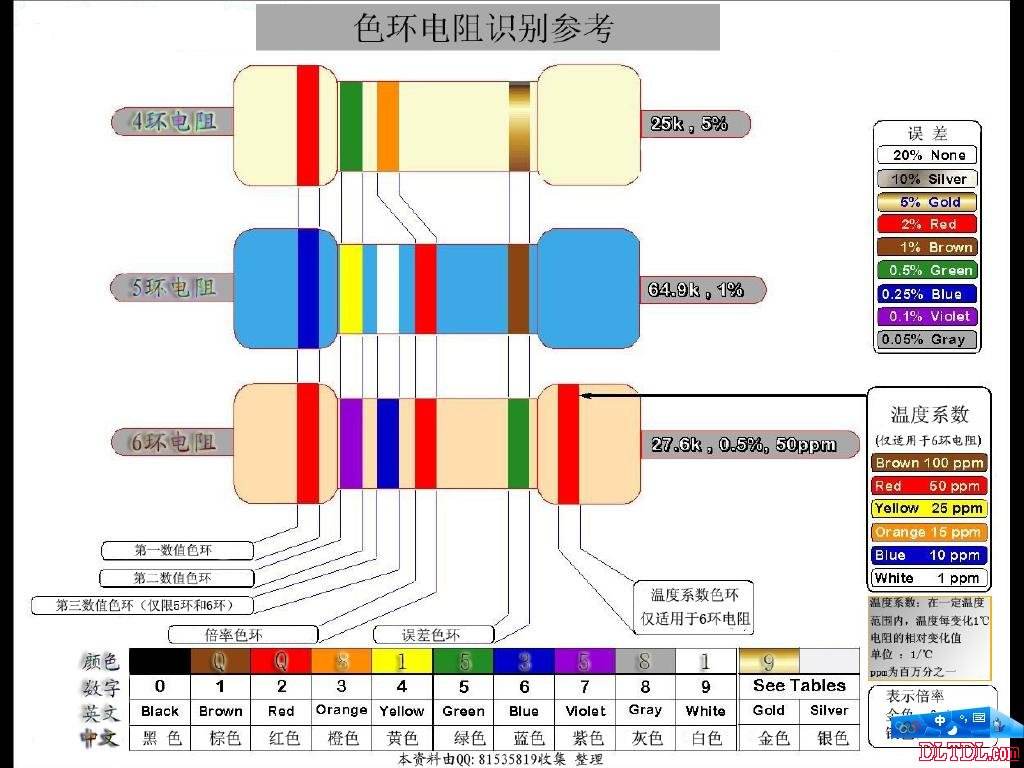 色环电阻识别参考
4环电阻
25k , 5%
5环电阻
64.9k , 1%
6环电阻
27.6k , 0.5%, 50ppm
误 差
20% None
10% Silver
5% Gold
2% Red
1% Brown
0.5% Green
0.25% Blue
0.1% Violet
0.05% Gray
温度系数
(仅适用于6环电阻)
Brown 100 ppm
Red 50 ppm
Yellow 25 ppm
Orange 15 ppm
Blue 10 ppm
White 1 ppm
温度系数: 在一定温度
范围内, 温度每变化1℃
电阻的相对变化值
单位 : 1/℃
ppm为百万分之一
第一数值色环
第二数值色环
第三数值色环 (仅限5环和6环)
倍率色环
误差色环
温度系数色环
仅适用于6环电阻
颜色 Q Q 8 1 5 3 5 8 1 9
数字 0 1 2 3 4 5 6 7 8 9 See Tables
英文 Black Brown Red Orange Yellow Green Blue Violet Gray White Gold Silver
中文 黑色 棕色 红色 橙色 黄色 绿色 蓝色 紫色 灰色 白色 金色 银色
表示倍率
金色
中
本资料由QQ: 81535819收集 整理
DLTDL.com